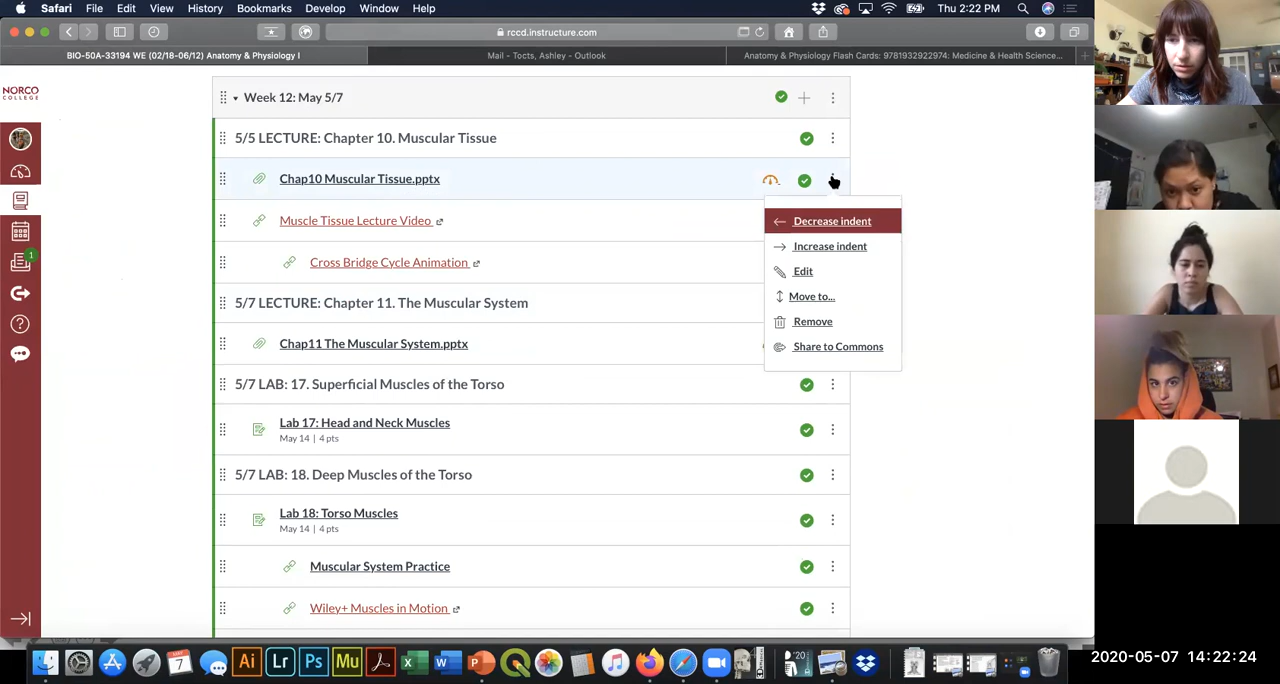 Safari File Edit View History Bookmarks Develop Window Help Thu 2:22 PM
rccd.instructure.com
BIO-50A-33194 WE (02/18-06/12) Anatomy & Physiology I Mail - Tocts, Ashley - Outlook Anatomy & Physiology Flash Cards: 9781932922974: Medicine & Health Science...
NORCO
COLLEGE
Week 12: May 5/7
5/5 LECTURE: Chapter 10. Muscular Tissue
Chap10 Muscular Tissue.pptx
Muscle Tissue Lecture Video
Decrease indent
Increase indent
Cross Bridge Cycle Animation
Edit
Move to...
5/7 LECTURE: Chapter 11. The Muscular System
Remove
Chap11 The Muscular System.pptx
Share to Commons
5/7 LAB: 17. Superficial Muscles of the Torso
Lab 17: Head and Neck Muscles
May 14 | 4 pts
5/7 LAB: 18. Deep Muscles of the Torso
Lab 18: Torso Muscles
May 14 | 4 pts
Muscular System Practice
Wiley+ Muscles in Motion
1
7 Ai Lr Ps Mu X W P '20
2020-05-07 14:22:24